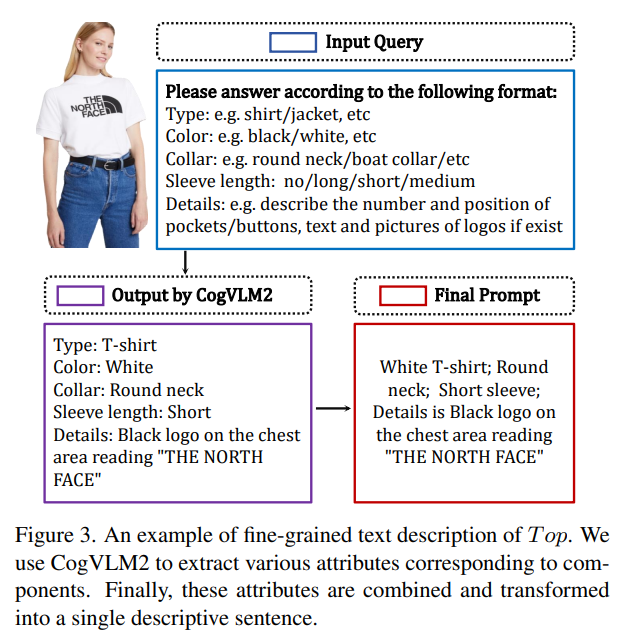 THE
NORTH
FACE
Input Query
Please answer according to the following format:
Type: e.g. shirt/jacket, etc
Color: e.g. black/white, etc
Collar: e.g. round neck/boat collar/etc
Sleeve length: no/long/short/medium
Details: e.g. describe the number and position of
pockets/buttons, text and pictures of logos if exist
Output by CogVLM2
Type: T-shirt
Color: White
Collar: Round neck
Sleeve length: Short
Details: Black logo on the chest
area reading "THE NORTH
FACE"
Final Prompt
White T-shirt; Round
neck; Short sleeve;
Details is Black logo on
the chest area reading
"THE NORTH FACE"
Figure 3. An example of fine-grained text description of Top. We
use CogVLM2 to extract various attributes corresponding to com-
ponents. Finally, these attributes are combined and transformed
into a single descriptive sentence.